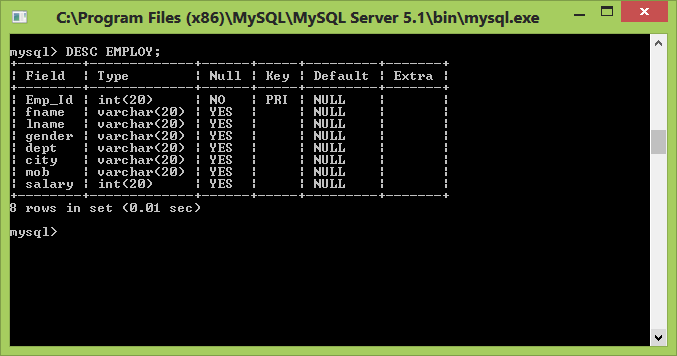 C:\Program Files (x86)\MySQL\MySQL Server 5.1\bin\mysql.exe
mysql> DESC EMPLOY;
+---------+-------------+------+-----+---------+-------+
| Field   | Type        | Null | Key | Default | Extra |
+---------+-------------+------+-----+---------+-------+
| Emp_Id  | int(20)     | NO   | PRI | NULL    |       |
| fname   | varchar(20) | YES  |     | NULL    |       |
| lname   | varchar(20) | YES  |     | NULL    |       |
| gender  | varchar(20) | YES  |     | NULL    |       |
| dept    | varchar(20) | YES  |     | NULL    |       |
| city    | varchar(20) | YES  |     | NULL    |       |
| mob     | varchar(20) | YES  |     | NULL    |       |
| salary  | int(20)     | YES  |     | NULL    |       |
+---------+-------------+------+-----+---------+-------+
8 rows in set (0.01 sec)
mysql>